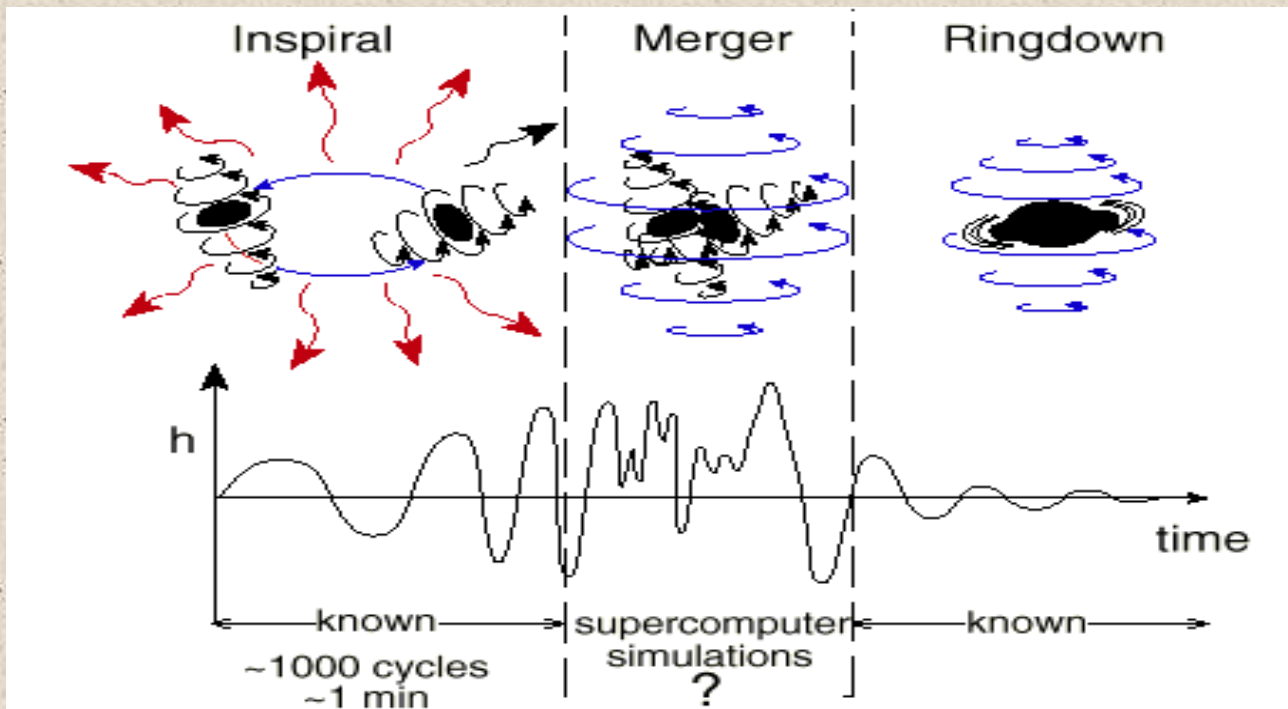 Inspiral
Merger
Ringdown
h
time
known
~1000 cycles
~1 min
supercomputer
simulations
?
known